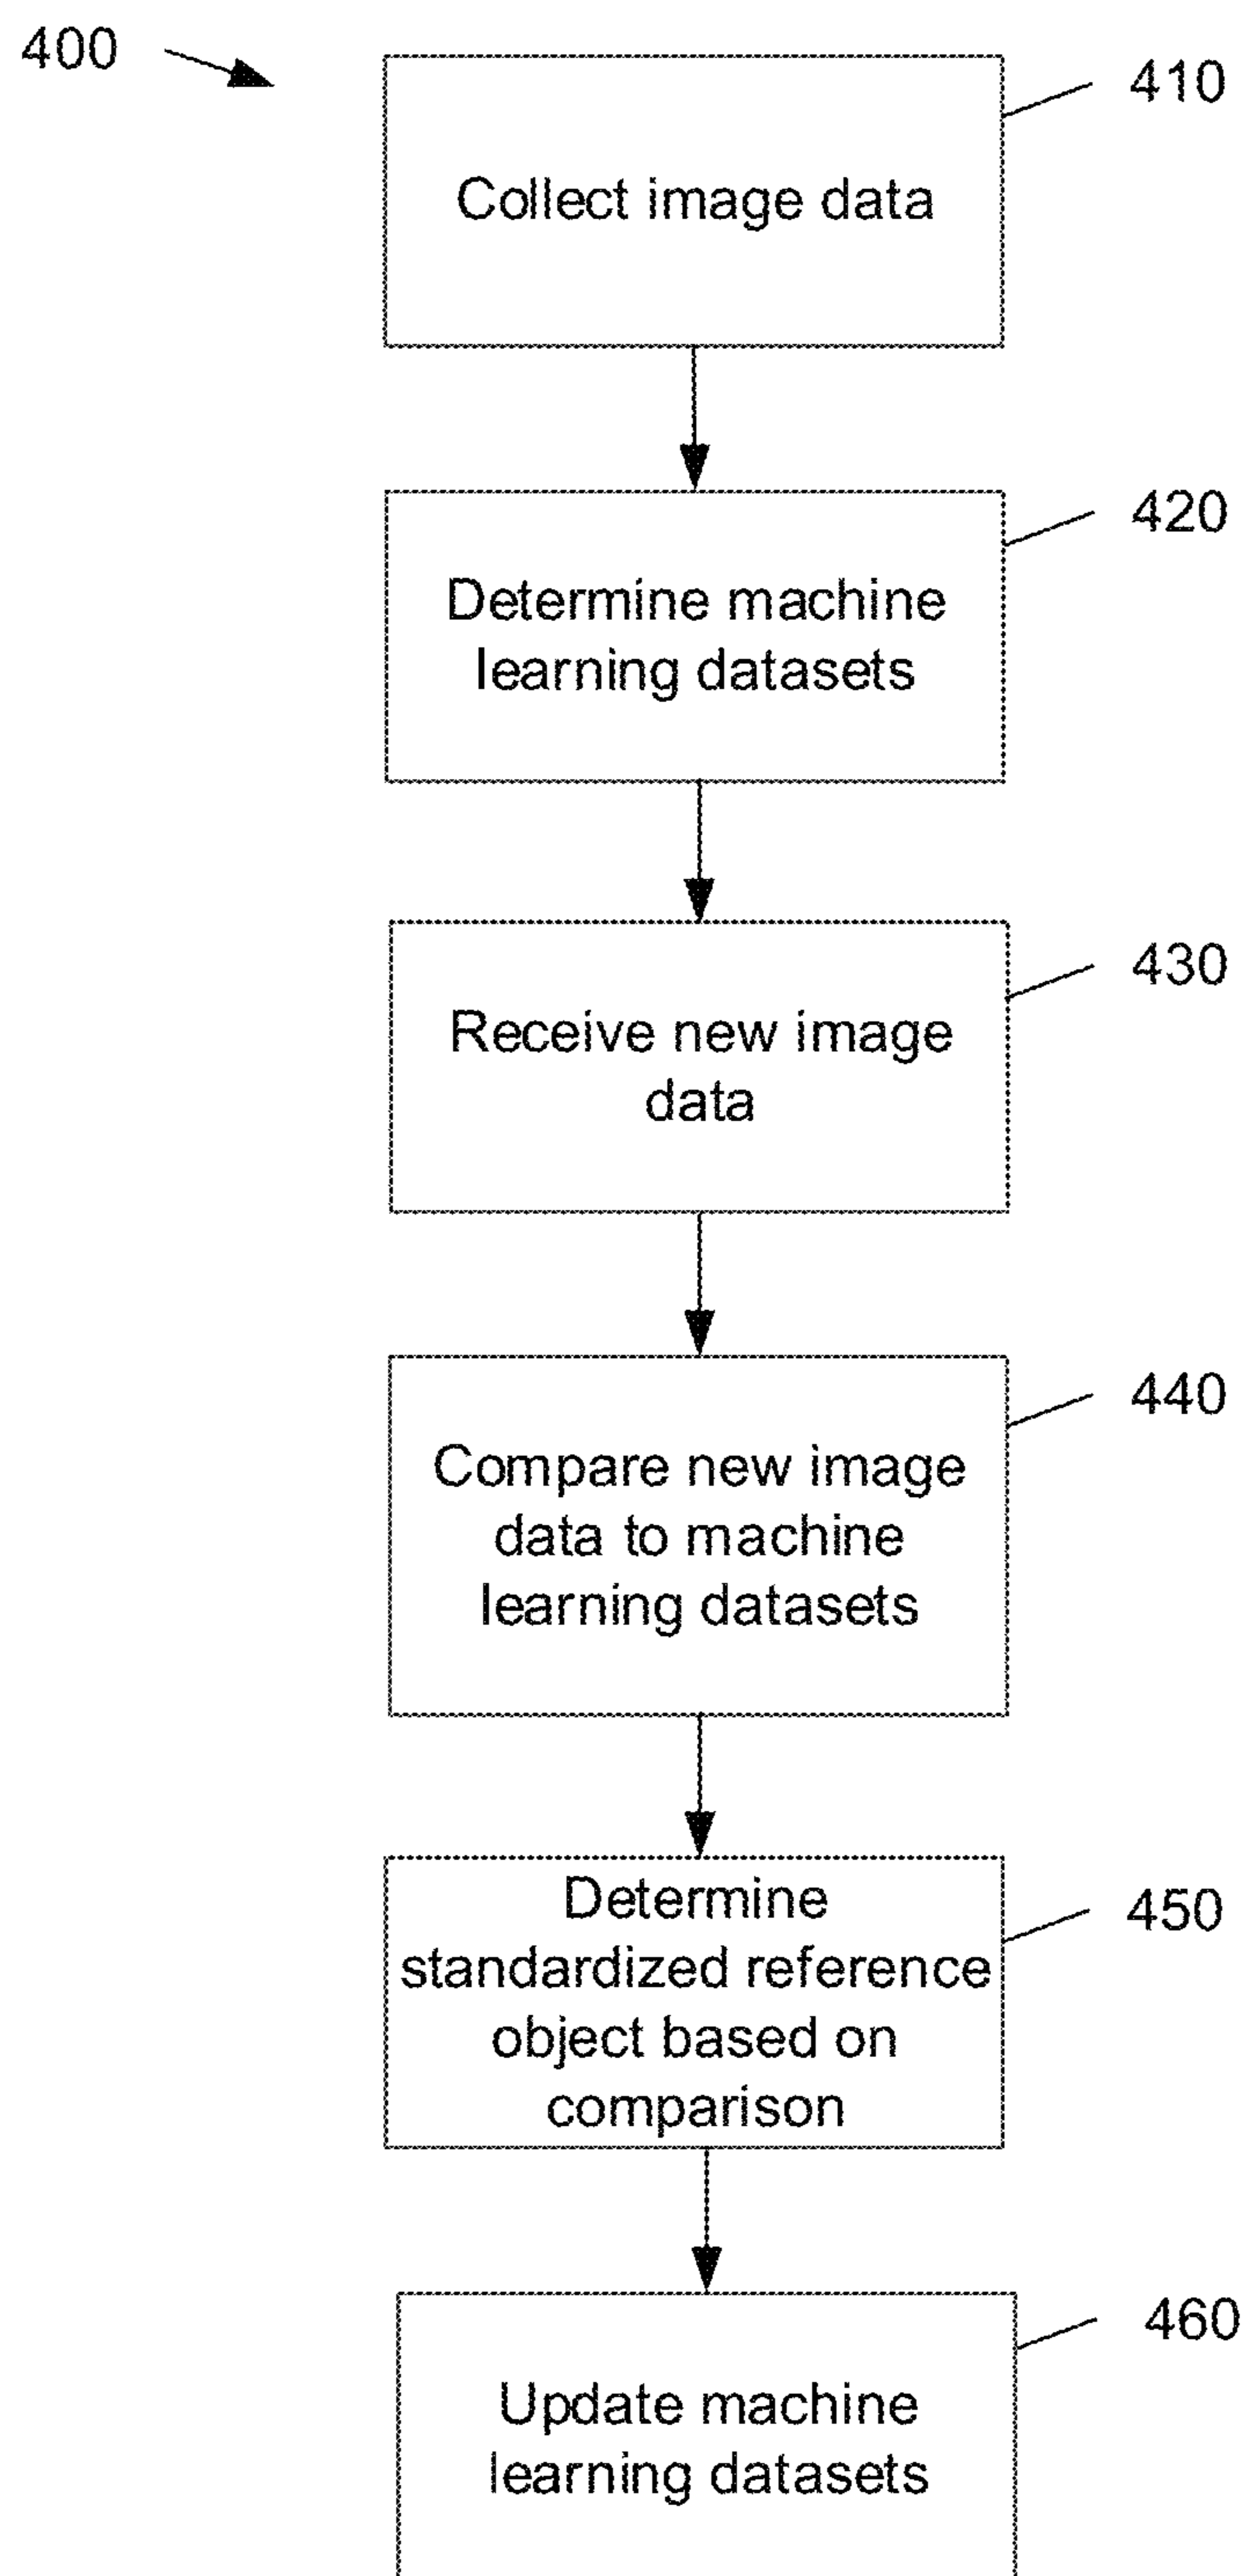 400
410
Collect image data
420
Determine machine
learning datasets
430
Receive new image
data
440
Compare new image
data to machine
learning datasets
450
Determine
standardized reference
object based on
comparison
460
Update machine
learning datasets